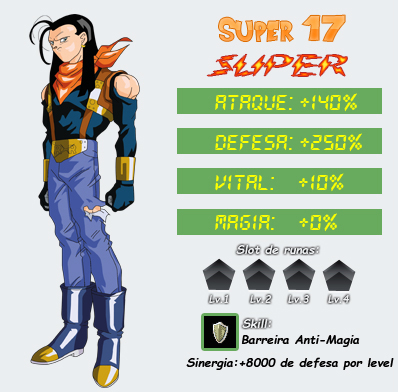 SUPER 17
SUPER
ATAQUE: +140%
DEFESA: +250%
VITAL: +10%
MAGIA: +0%
Slot de runas:
Lv.1 Lv.2 Lv.3 Lv.4
Skill:
Barreira Anti-Magia
Sinergia:+8000 de defesa por level